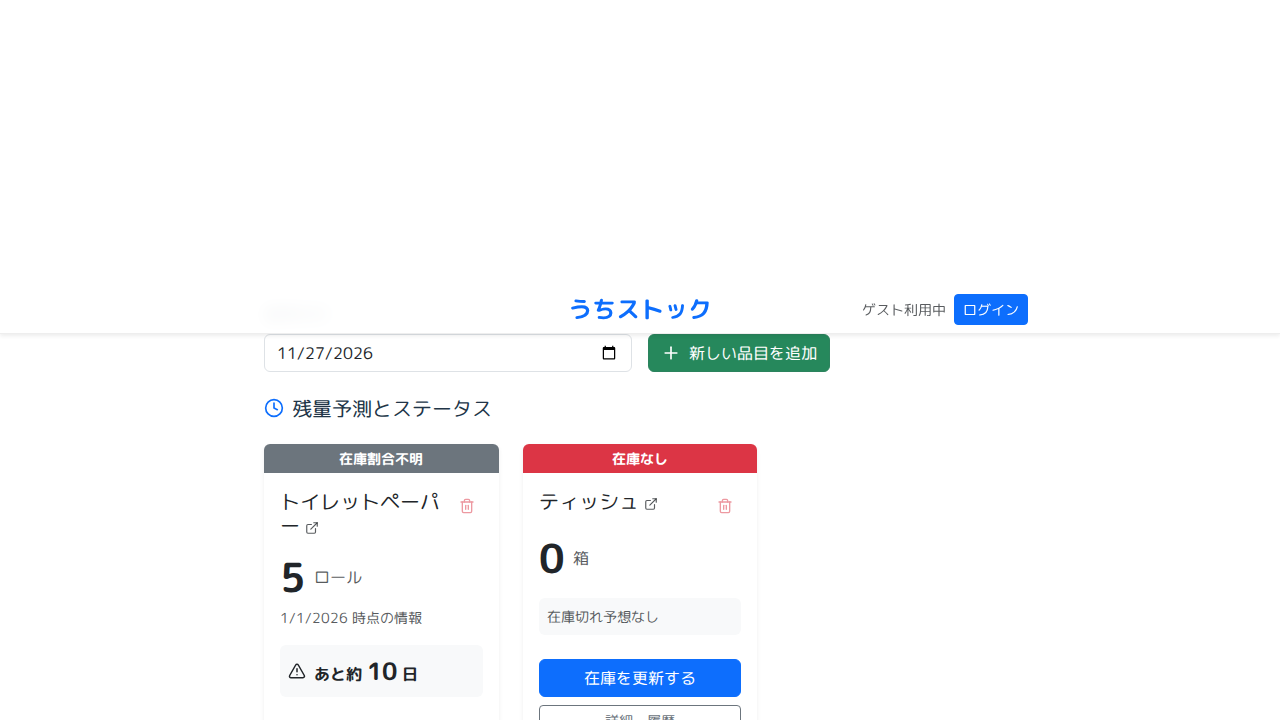 うちストック
ゲスト利用中
ログイン
11/27/2026
新しい品目を追加
残量予測とステータス
在庫割合不明
トイレットペーパ
ー
5 ロール
1/1/2026 時点の情報
あと約 10 日
在庫なし
ティッシュ
0 箱
在庫切れ予想なし
在庫を更新する